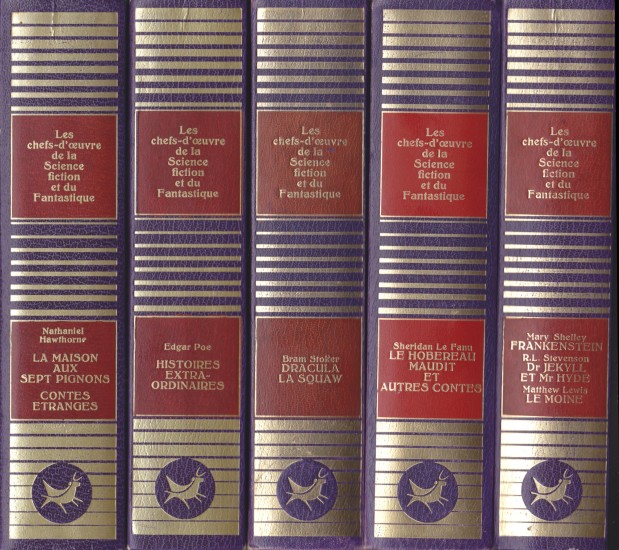 Les
chefs-d'œuvre
de la
Science
fiction
et du
Fantastique
Nathaniel
Hawthorne
LA MAISON
AUX
SEPT PIGNONS
CONTES
ETRANGES
Les
chefs-d'œuvre
de la
Science
fiction
et du
Fantastique
Edgar Poe
HISTOIRES
EXTRA-
ORDINAIRES
Les
chefs-d'œuvre
de la
Science
fiction
et du
Fantastique
Bram Stoker
DRACULA
LA SQUAW
Les
chefs-d'œuvre
de la
Science
fiction
et du
Fantastique
Sheridan Le Fanu
LE HOBEREAU
MAUDIT
ET
AUTRES CONTES
Les
chefs-d'œuvre
de la
Science
fiction
et du
Fantastique
Mary Shelley
FRANKENSTEIN
R.L. Stevenson
Dr JEKYLL
ET Mr HYDE
Matthew Lewis
LE MOINE